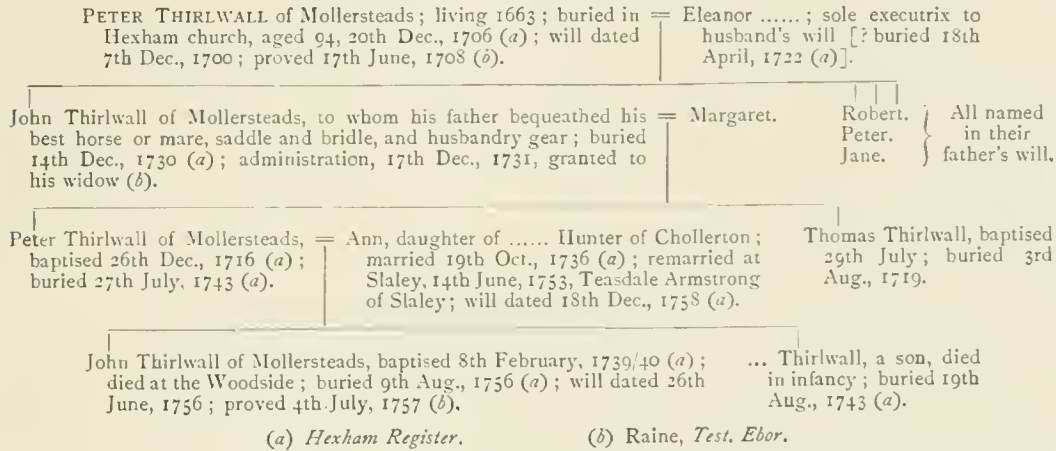 PETER THIRLWALL of Mollersteads ; living 1663 ; buried in
Hexham church, aged 94, 20th Dec., 1706 (a) ; will dated
7th Dec., 1700 ; proved 17th June, 1708 (b).
= Eleanor ...... ; sole executrix to
husband's will [? buried 18th
April, 1722 (a)].
John Thirlwall of Mollersteads, to whom his father bequeathed his
best horse or mare, saddle and bridle, and husbandry gear ; buried
14th Dec., 1730 (a) ; administration, 17th Dec., 1731, granted to
his widow (b).
= Margaret.
Robert.
Peter.
Jane.
All named
in their
father's will.
Peter Thirlwall of Mollersteads,
baptised 26th Dec., 1716 (a) ;
buried 27th July, 1743 (a).
= Ann, daughter of ...... Hunter of Chollerton ;
married 19th Oct., 1736 (a) ; remarried at
Slaley, 14th June, 1753, Teasdale Armstrong
of Slaley ; will dated 18th Dec., 1758 (a).
Thomas Thirlwall, baptised
29th July ; buried 3rd
Aug., 1719.
John Thirlwall of Mollersteads, baptised 8th February, 1739/40 (a) ;
died at the Woodside ; buried 9th Aug., 1756 (a) ; will dated 26th
June, 1756 ; proved 4th July, 1757 (b).
... Thirlwall, a son, died
in infancy ; buried 19th
Aug., 1743 (a).
(a) Hexham Register. (b) Raine, Test. Ebor.